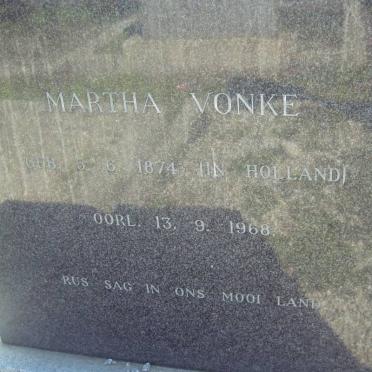 MARTHA VONKE
GEB. 5. 6. 1874 (IN HOLLAND)
OORL. 13. 9. 1968
RUS SAG IN ONS MOOI LAND